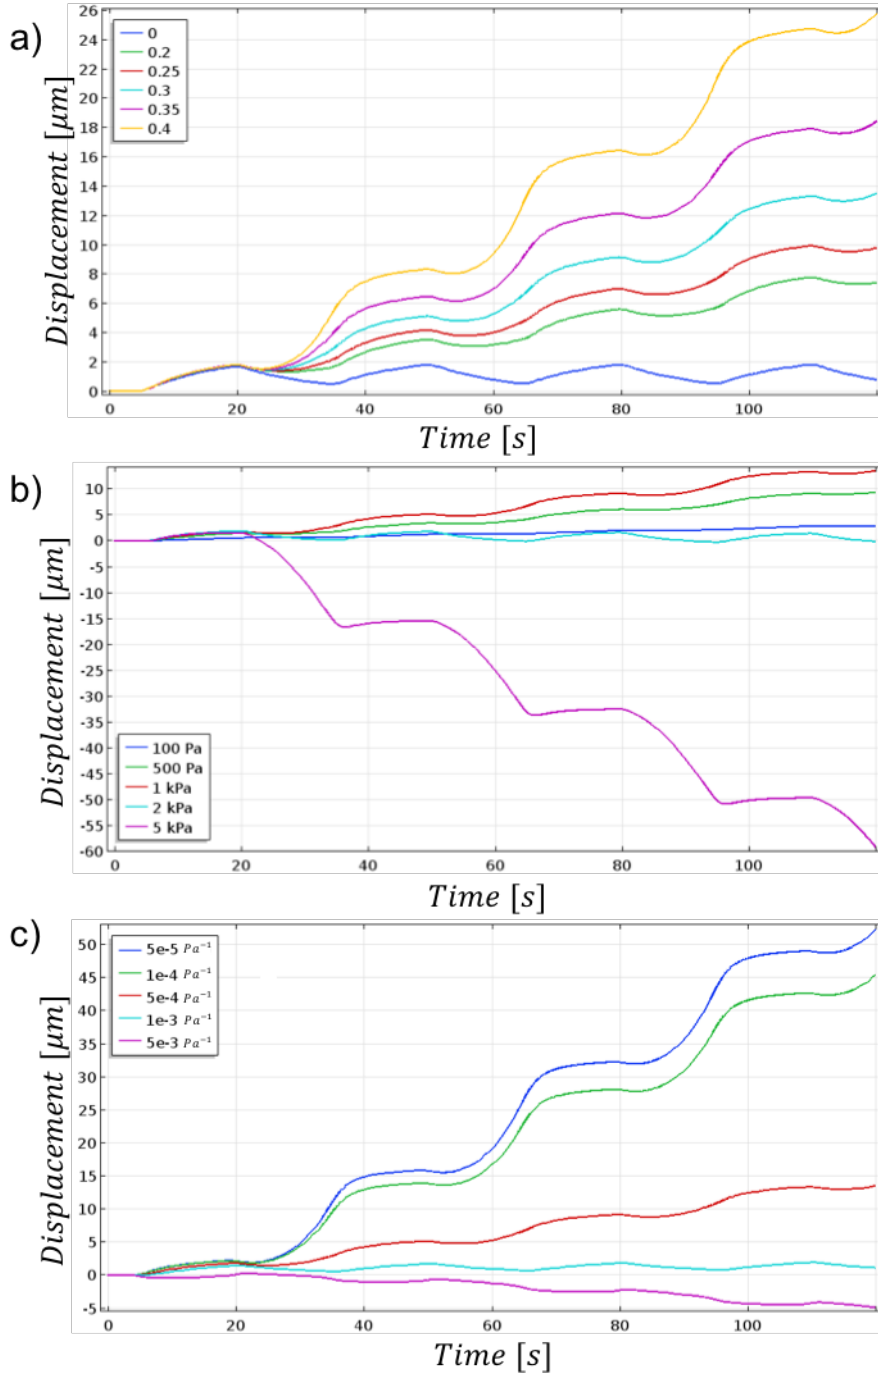 a)
26
24
22
20
18
16
14
12
10
8
6
4
2
0
0
0.2
0.25
0.3
0.35
0.4
Displacement [μm]
0 20 40 60 80 100
Time [s]
b)
10
5
0
-5
-10
-15
-20
-25
-30
-35
-40
-45
-50
-55
-60
100 Pa
500 Pa
1 kPa
2 kPa
5 kPa
Displacement [μm]
0 20 40 60 80 100
Time [s]
c)
50
45
40
35
30
25
20
15
10
5
0
-5
5e-5 Pa⁻¹
1e-4 Pa⁻¹
5e-4 Pa⁻¹
1e-3 Pa⁻¹
5e-3 Pa⁻¹
Displacement [μm]
0 20 40 60 80 100
Time [s]